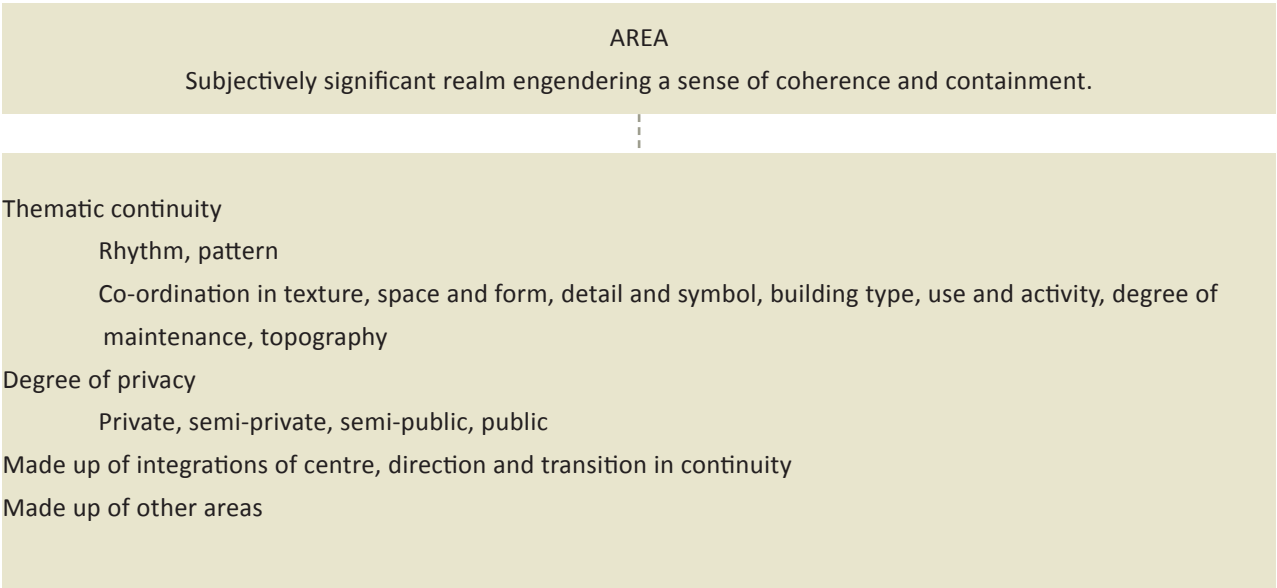 AREA
Subjectively significant realm engendering a sense of coherence and containment.
Thematic continuity
Rhythm, pattern
Co-ordination in texture, space and form, detail and symbol, building type, use and activity, degree of
maintenance, topography
Degree of privacy
Private, semi-private, semi-public, public
Made up of integrations of centre, direction and transition in continuity
Made up of other areas